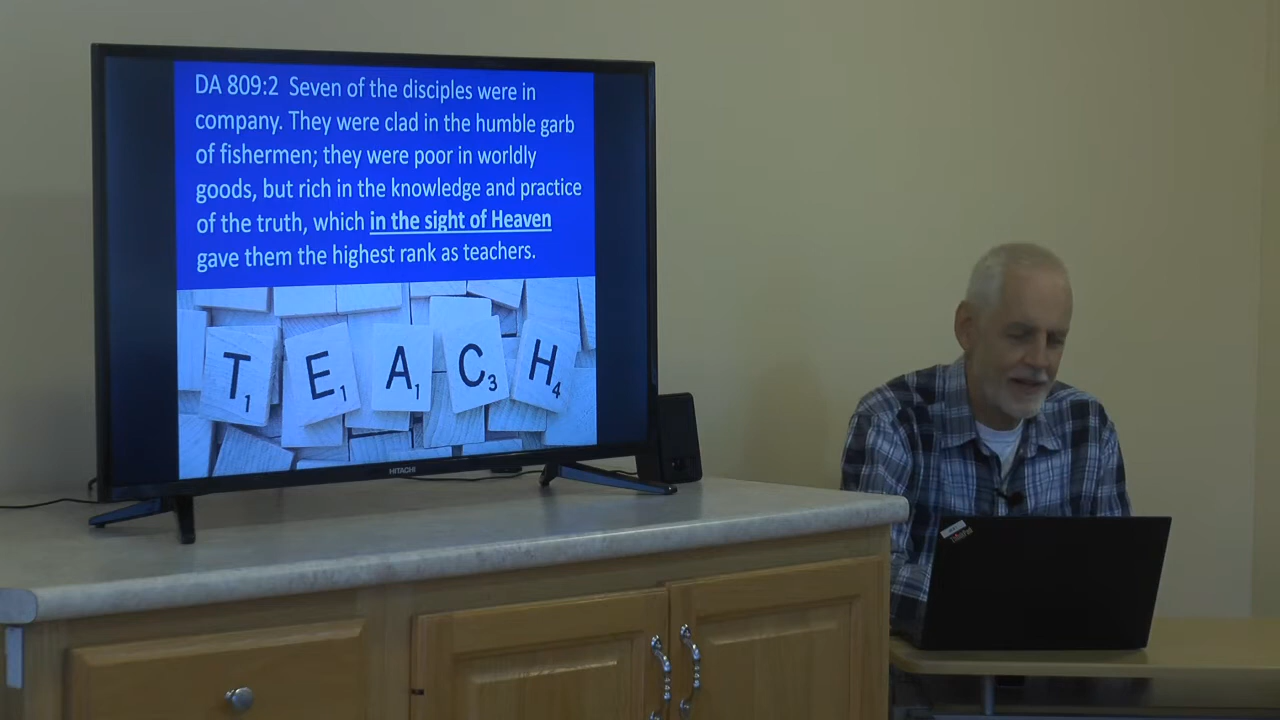 DA 809:2 Seven of the disciples were in
company. They were clad in the humble garb
of fishermen; they were poor in worldly
goods, but rich in the knowledge and practice
of the truth, which in the sight of Heaven
gave them the highest rank as teachers.
T1 E1 A1 C3 H4
HITACHI
ThinkPad